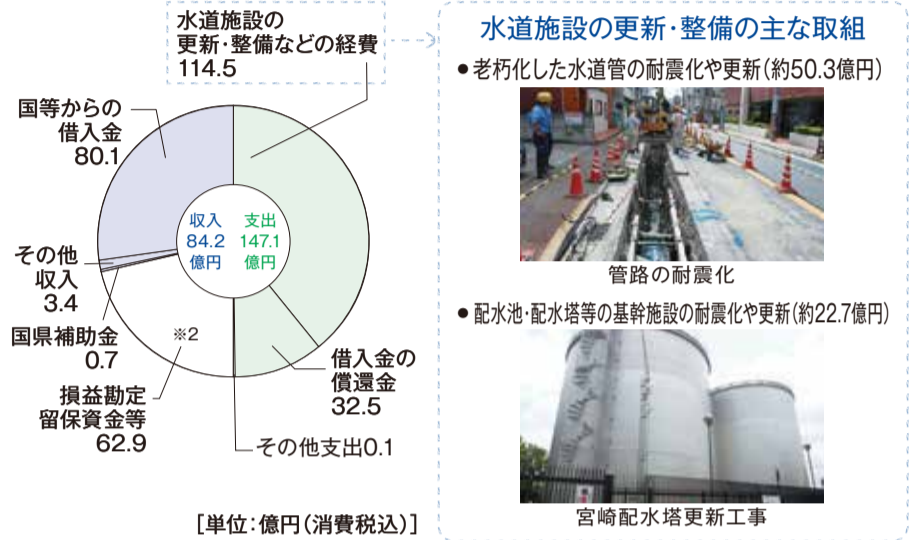 水道施設の
更新・整備などの経費
114.5
国等からの
借入金
80.1
その他
収入
3.4
国県補助金
0.7
損益勘定
留保資金等
62.9
※2
収入
84.2
億円
支出
147.1
億円
借入金の
償還金
32.5
その他支出0.1
[単位:億円(消費税込)]
水道施設の更新・整備の主な取組
●老朽化した水道管の耐震化や更新(約50.3億円)
管路の耐震化
●配水池・配水塔等の基幹施設の耐震化や更新(約22.7億円)
宮崎配水塔更新工事